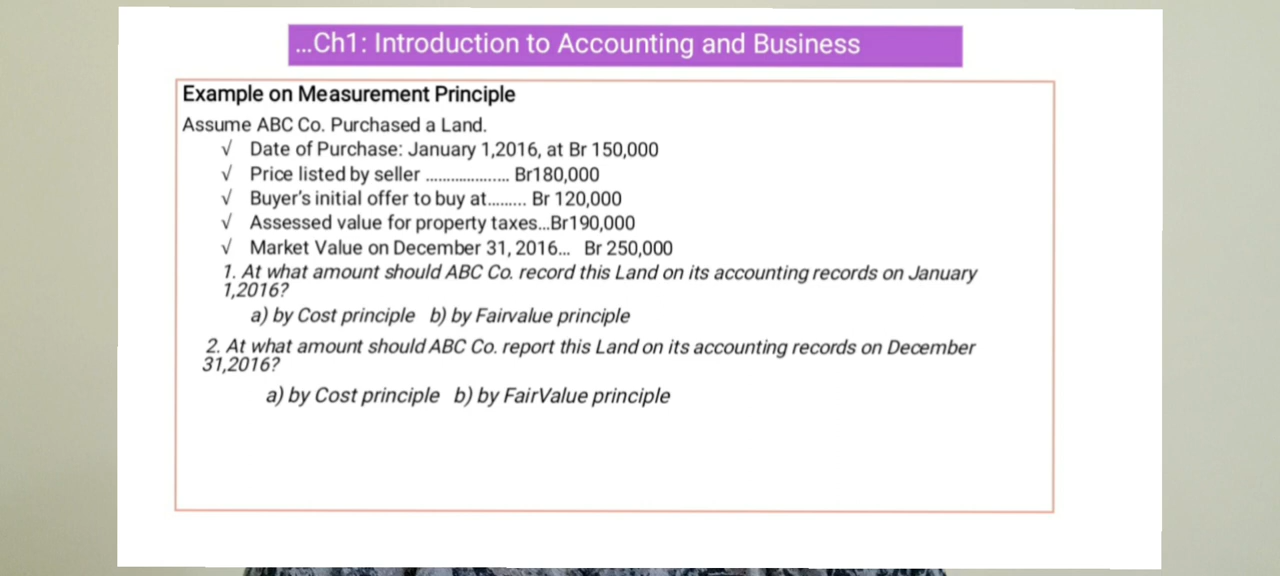 ...Ch1: Introduction to Accounting and Business
Example on Measurement Principle
Assume ABC Co. Purchased a Land.
√ Date of Purchase: January 1,2016, at Br 150,000
√ Price listed by seller .................... Br180,000
√ Buyer's initial offer to buy at......... Br 120,000
√ Assessed value for property taxes...Br190,000
√ Market Value on December 31, 2016... Br 250,000
1. At what amount should ABC Co. record this Land on its accounting records on January
1,2016?
a) by Cost principle b) by Fairvalue principle
2. At what amount should ABC Co. report this Land on its accounting records on December
31,2016?
a) by Cost principle b) by FairValue principle